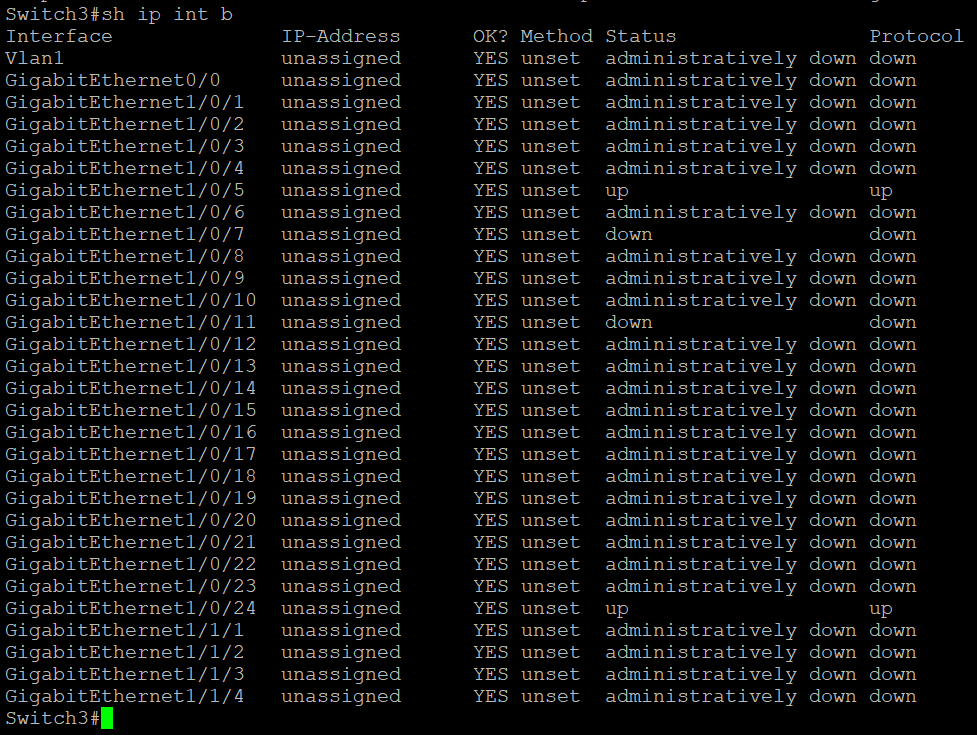 Switch3#sh ip int b
Interface              IP-Address      OK? Method Status                Protocol
Vlan1                  unassigned      YES unset  administratively down down
GigabitEthernet0/0     unassigned      YES unset  administratively down down
GigabitEthernet1/0/1   unassigned      YES unset  administratively down down
GigabitEthernet1/0/2   unassigned      YES unset  administratively down down
GigabitEthernet1/0/3   unassigned      YES unset  administratively down down
GigabitEthernet1/0/4   unassigned      YES unset  administratively down down
GigabitEthernet1/0/5   unassigned      YES unset  up                    up
GigabitEthernet1/0/6   unassigned      YES unset  administratively down down
GigabitEthernet1/0/7   unassigned      YES unset  down                  down
GigabitEthernet1/0/8   unassigned      YES unset  administratively down down
GigabitEthernet1/0/9   unassigned      YES unset  administratively down down
GigabitEthernet1/0/10  unassigned      YES unset  administratively down down
GigabitEthernet1/0/11  unassigned      YES unset  down                  down
GigabitEthernet1/0/12  unassigned      YES unset  administratively down down
GigabitEthernet1/0/13  unassigned      YES unset  administratively down down
GigabitEthernet1/0/14  unassigned      YES unset  administratively down down
GigabitEthernet1/0/15  unassigned      YES unset  administratively down down
GigabitEthernet1/0/16  unassigned      YES unset  administratively down down
GigabitEthernet1/0/17  unassigned      YES unset  administratively down down
GigabitEthernet1/0/18  unassigned      YES unset  administratively down down
GigabitEthernet1/0/19  unassigned      YES unset  administratively down down
GigabitEthernet1/0/20  unassigned      YES unset  administratively down down
GigabitEthernet1/0/21  unassigned      YES unset  administratively down down
GigabitEthernet1/0/22  unassigned      YES unset  administratively down down
GigabitEthernet1/0/23  unassigned      YES unset  administratively down down
GigabitEthernet1/0/24  unassigned      YES unset  up                    up
GigabitEthernet1/1/1   unassigned      YES unset  administratively down down
GigabitEthernet1/1/2   unassigned      YES unset  administratively down down
GigabitEthernet1/1/3   unassigned      YES unset  administratively down down
GigabitEthernet1/1/4   unassigned      YES unset  administratively down down
Switch3#